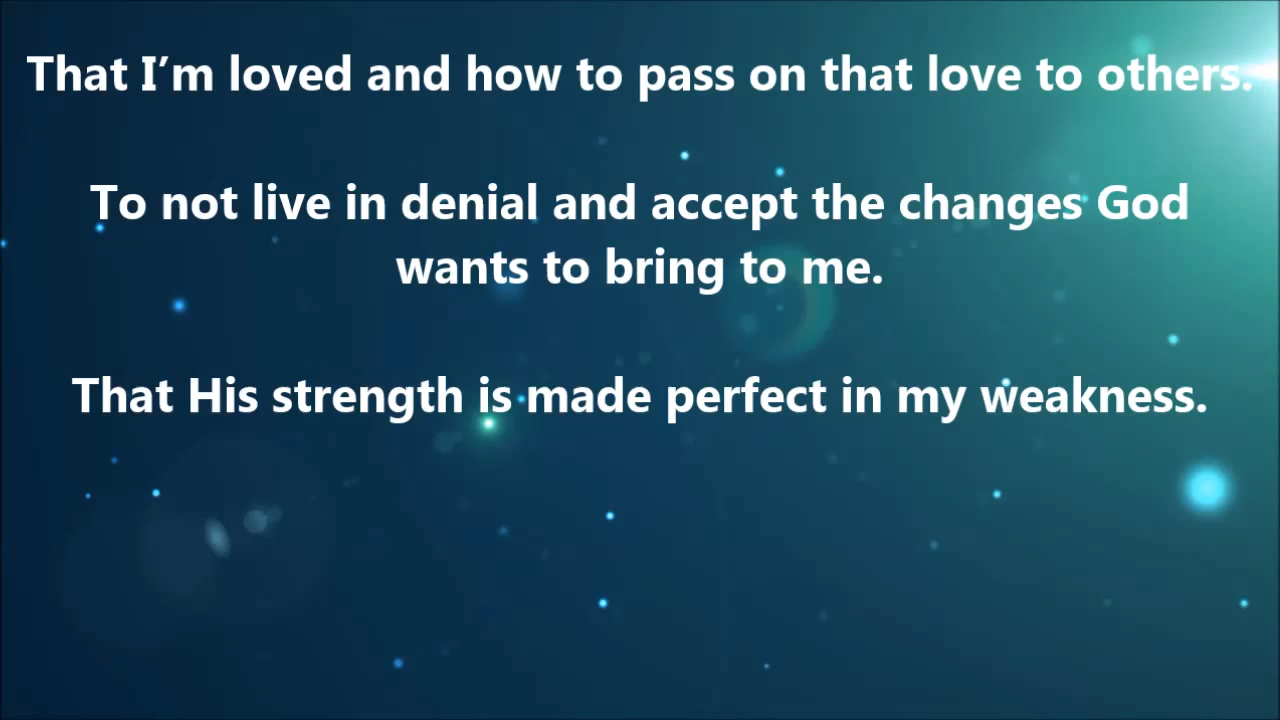 That I’m loved and how to pass on that love to others.
To not live in denial and accept the changes God
wants to bring to me.
That His strength is made perfect in my weakness.